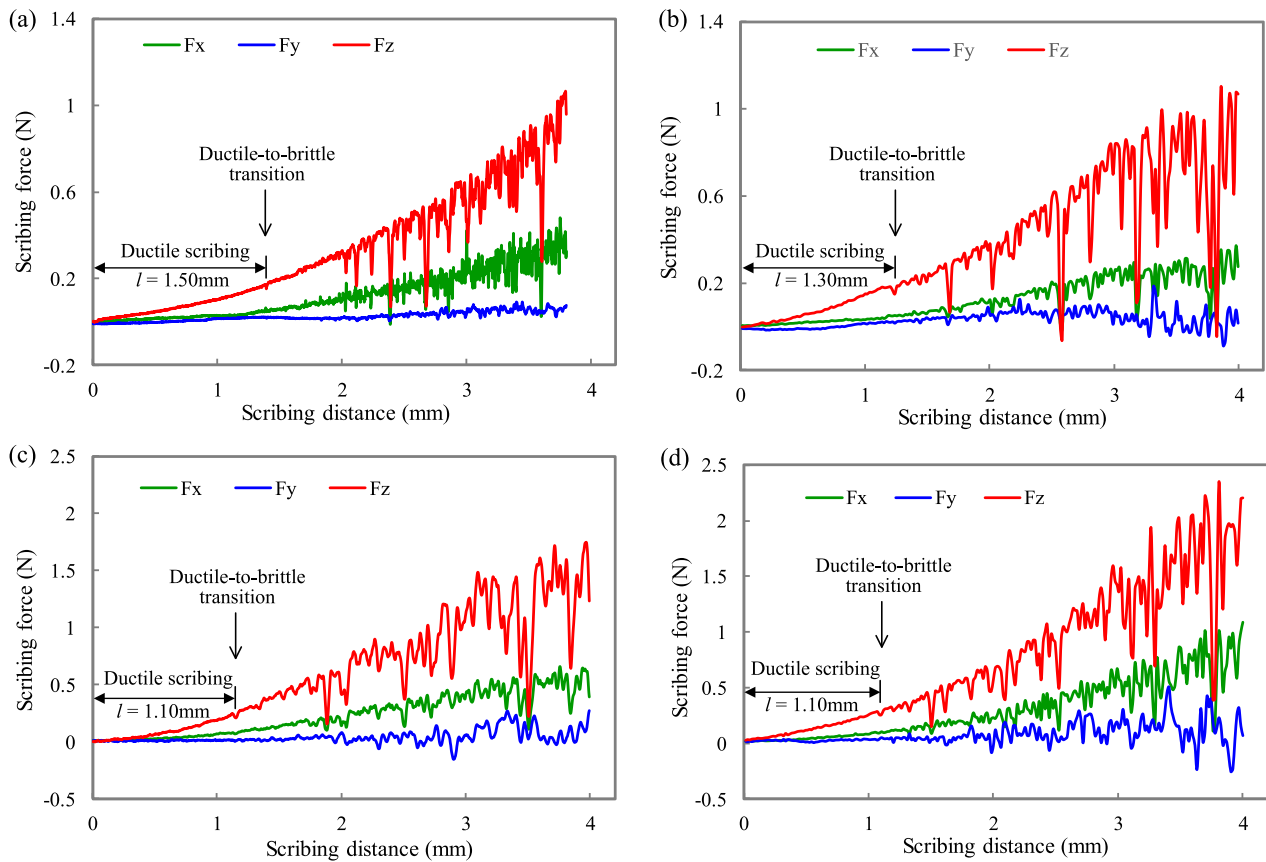 (a)
1.4
1
0.6
0.2
-0.2
Scribing force (N)
Fx Fy Fz
Ductile-to-brittle
transition
Ductile scribing
l = 1.50mm
0 1 2 3 4
Scribing distance (mm)
(b)
1.4
1
0.6
0.2
-0.2
Scribing force (N)
Fx Fy Fz
Ductile-to-brittle
transition
Ductile scribing
l = 1.30mm
0 1 2 3 4
Scribing distance (mm)
(c)
2.5
2
1.5
1
0.5
0
-0.5
Scribing force (N)
Fx Fy Fz
Ductile-to-brittle
transition
Ductile scribing
l = 1.10mm
0 1 2 3 4
Scribing distance (mm)
(d)
2.5
2
1.5
1
0.5
0
-0.5
Scribing force (N)
Fx Fy Fz
Ductile-to-brittle
transition
Ductile scribing
l = 1.10mm
0 1 2 3 4
Scribing distance (mm)